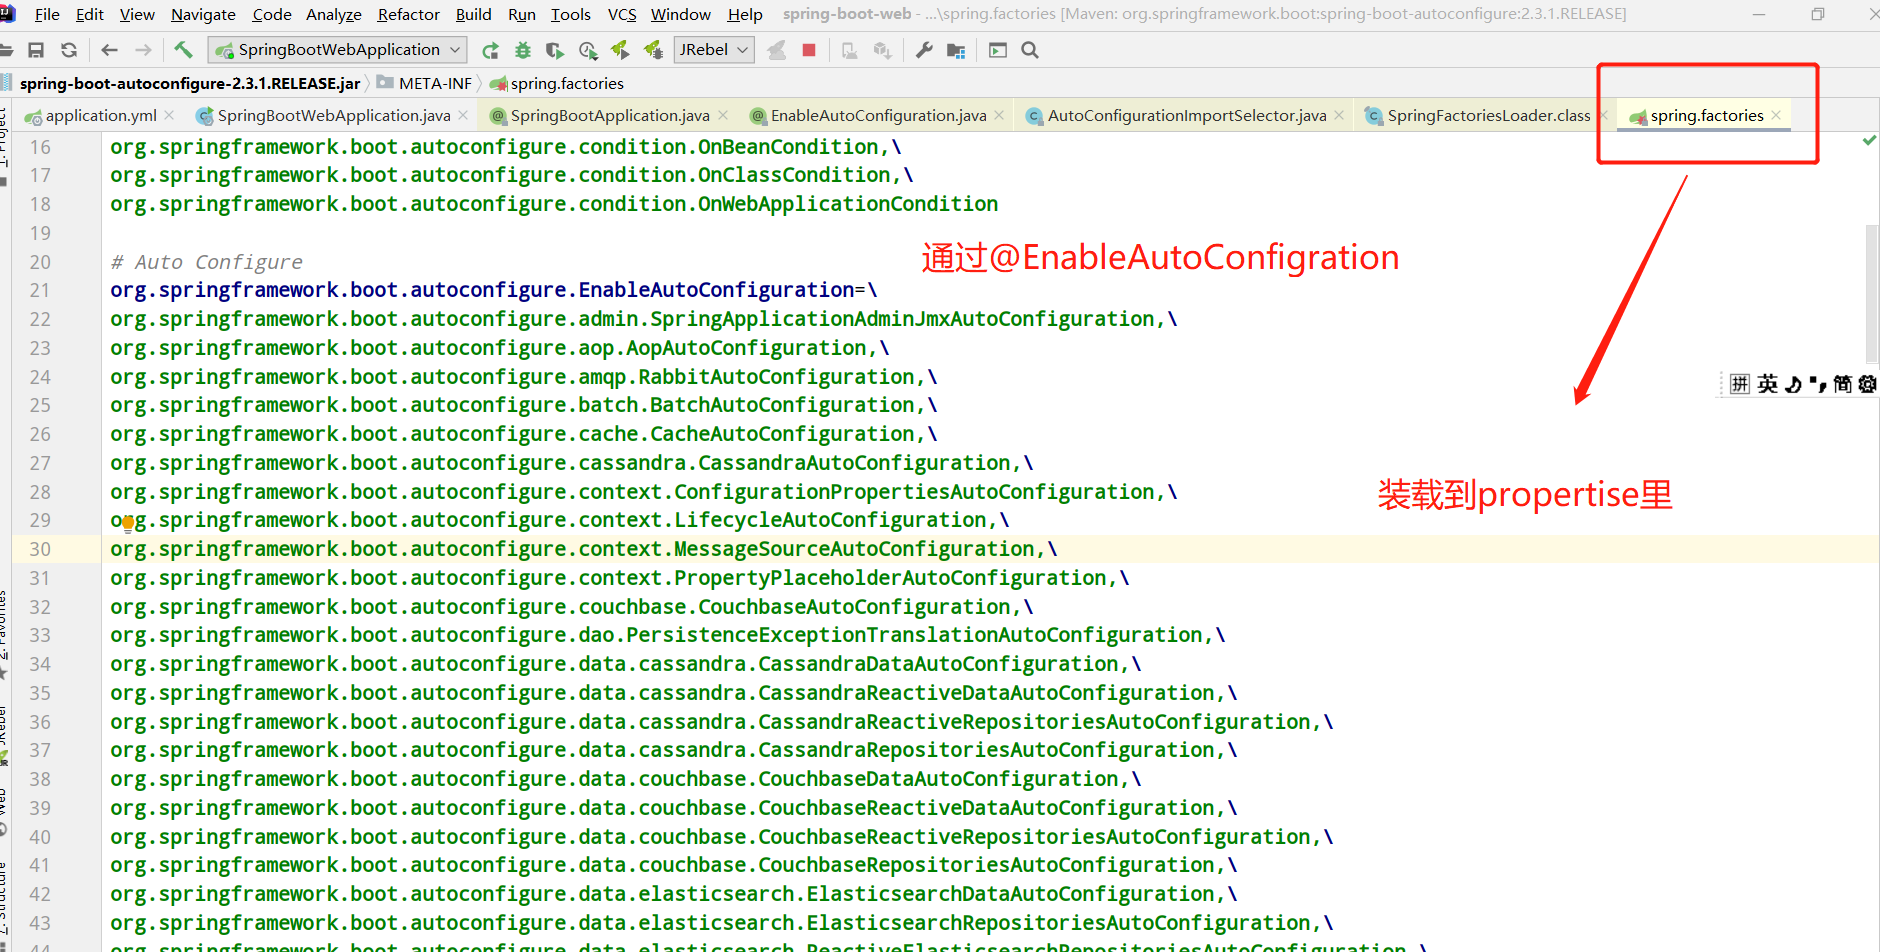 File Edit View Navigate Code Analyze Refactor Build Run Tools VCS Window Help spring-boot-web - ...\spring.factories [Maven: org.springframework.boot:spring-boot-autoconfigure:2.3.1.RELEASE]
SpringBootWebApplication JRebel
spring-boot-autoconfigure-2.3.1.RELEASE.jar META-INF spring.factories
application.yml SpringBootWebApplication.java SpringBootApplication.java EnableAutoConfiguration.java AutoConfigurationImportSelector.java SpringFactoriesLoader.class spring.factories
16 org.springframework.boot.autoconfigure.condition.OnBeanCondition,\
17 org.springframework.boot.autoconfigure.condition.OnClassCondition,\
18 org.springframework.boot.autoconfigure.condition.OnWebApplicationCondition
19
通过@EnableAutoConfigration
20 # Auto Configure
21 org.springframework.boot.autoconfigure.EnableAutoConfiguration=\
22 org.springframework.boot.autoconfigure.admin.SpringApplicationAdminJmxAutoConfiguration,\
23 org.springframework.boot.autoconfigure.aop.AopAutoConfiguration,\
24 org.springframework.boot.autoconfigure.amqp.RabbitAutoConfiguration,\
拼 英 简
25 org.springframework.boot.autoconfigure.batch.BatchAutoConfiguration,\
26 org.springframework.boot.autoconfigure.cache.CacheAutoConfiguration,\
27 org.springframework.boot.autoconfigure.cassandra.CassandraAutoConfiguration,\
28 org.springframework.boot.autoconfigure.context.ConfigurationPropertiesAutoConfiguration,\
装载到propertise里
29 org.springframework.boot.autoconfigure.context.LifecycleAutoConfiguration,\
30 org.springframework.boot.autoconfigure.context.MessageSourceAutoConfiguration,\
31 org.springframework.boot.autoconfigure.context.PropertyPlaceholderAutoConfiguration,\
32 org.springframework.boot.autoconfigure.couchbase.CouchbaseAutoConfiguration,\
33 org.springframework.boot.autoconfigure.dao.PersistenceExceptionTranslationAutoConfiguration,\
34 org.springframework.boot.autoconfigure.data.cassandra.CassandraDataAutoConfiguration,\
35 org.springframework.boot.autoconfigure.data.cassandra.CassandraReactiveDataAutoConfiguration,\
36 org.springframework.boot.autoconfigure.data.cassandra.CassandraReactiveRepositoriesAutoConfiguration,\
37 org.springframework.boot.autoconfigure.data.cassandra.CassandraRepositoriesAutoConfiguration,\
38 org.springframework.boot.autoconfigure.data.couchbase.CouchbaseDataAutoConfiguration,\
39 org.springframework.boot.autoconfigure.data.couchbase.CouchbaseReactiveDataAutoConfiguration,\
40 org.springframework.boot.autoconfigure.data.couchbase.CouchbaseReactiveRepositoriesAutoConfiguration,\
41 org.springframework.boot.autoconfigure.data.couchbase.CouchbaseRepositoriesAutoConfiguration,\
42 org.springframework.boot.autoconfigure.data.elasticsearch.ElasticsearchDataAutoConfiguration,\
43 org.springframework.boot.autoconfigure.data.elasticsearch.ElasticsearchRepositoriesAutoConfiguration,\
44 org.springframework.boot.autoconfigure.data.elasticsearch.ReactiveElasticsearchRepositoriesAutoConfiguration,\